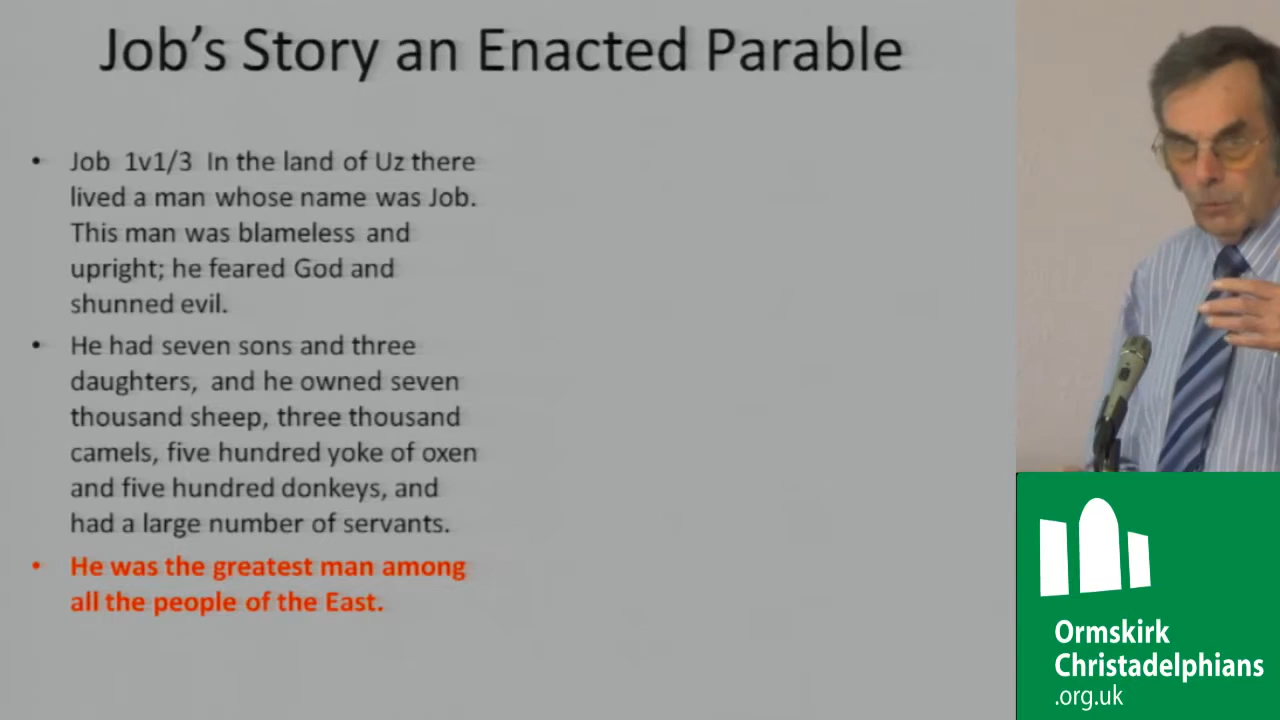 Job's Story an Enacted Parable
• Job 1v1/3 In the land of Uz there
lived a man whose name was Job.
This man was blameless and
upright; he feared God and
shunned evil.
• He had seven sons and three
daughters, and he owned seven
thousand sheep, three thousand
camels, five hundred yoke of oxen
and five hundred donkeys, and
had a large number of servants.
• He was the greatest man among
all the people of the East.
Ormskirk
Christadelphians
.org.uk